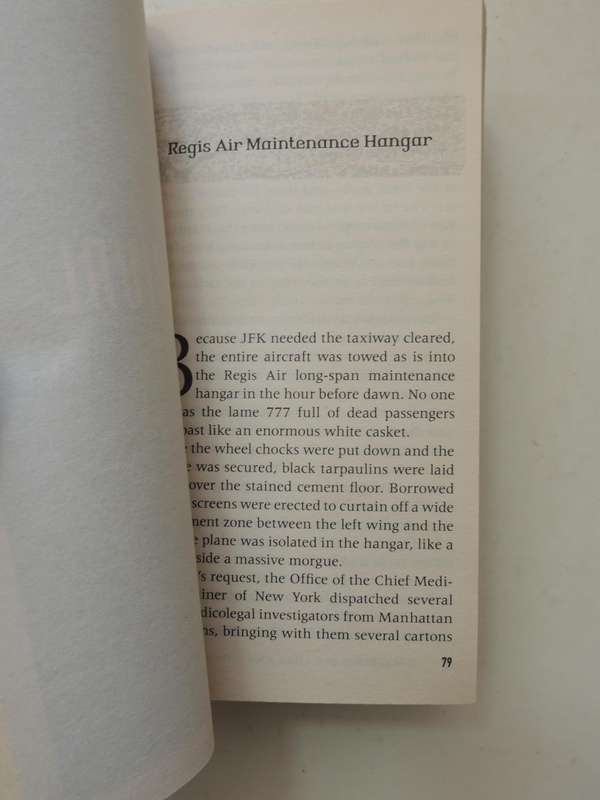 Regis Air Maintenance Hangar
Because JFK needed the taxiway cleared,
the entire aircraft was towed as is into
the Regis Air long-span maintenance
hangar in the hour before dawn. No one
as the lame 777 full of dead passengers
past like an enormous white casket.
the wheel chocks were put down and the
was secured, black tarpaulins were laid
over the stained cement floor. Borrowed
screens were erected to curtain off a wide
zone between the left wing and the
plane was isolated in the hangar, like a
side a massive morgue.
's request, the Office of the Chief Medi-
iner of New York dispatched several
dicolegal investigators from Manhattan
ns, bringing with them several cartons
79